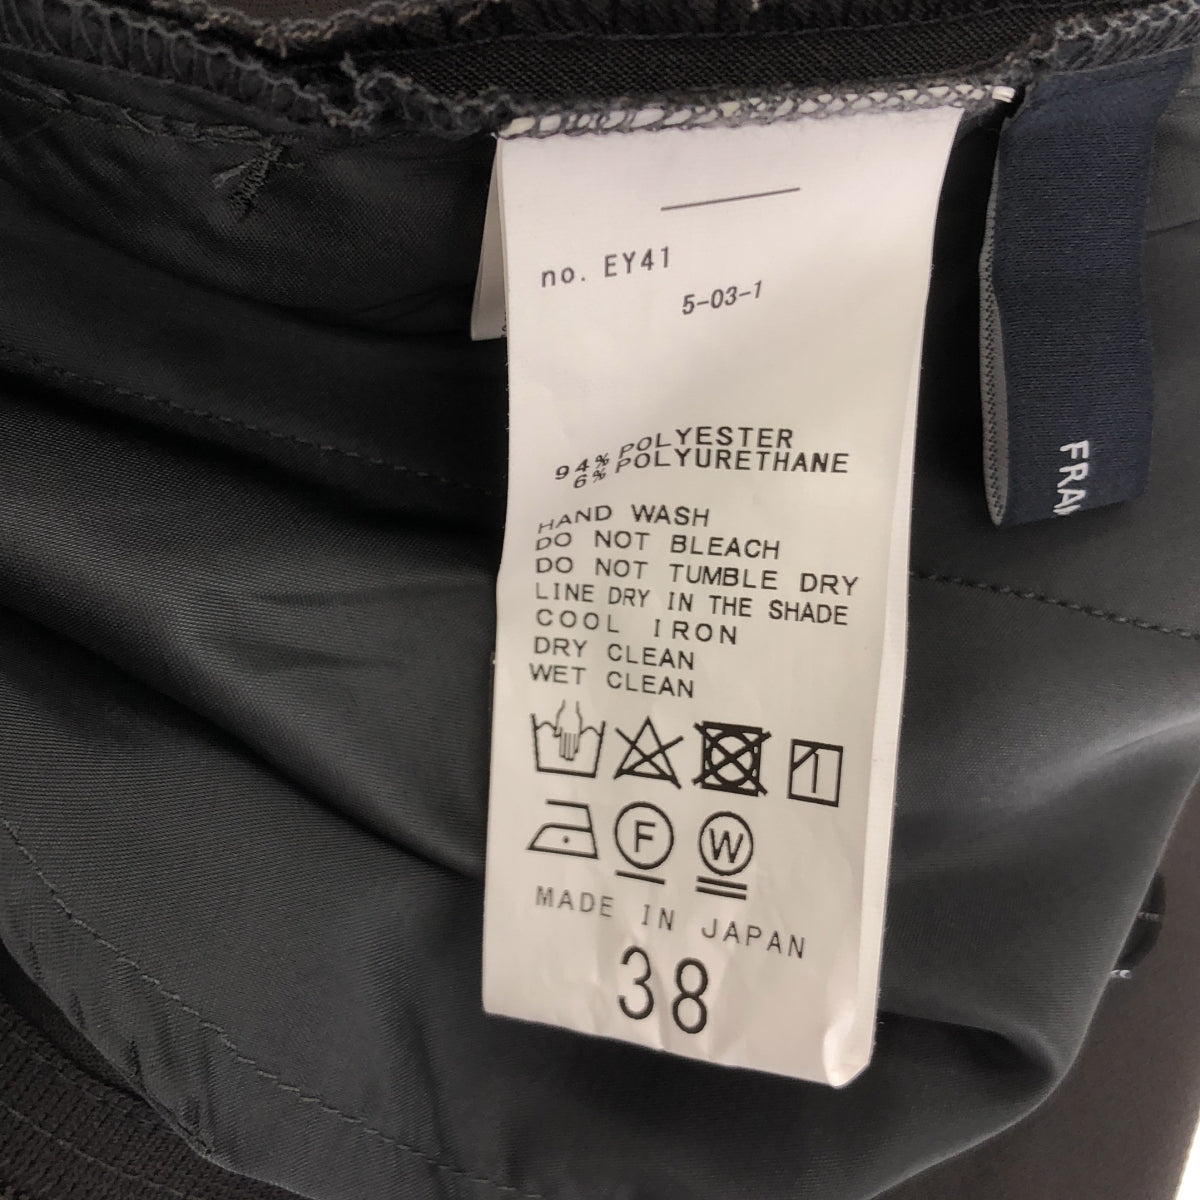 no. EY41
5-03-1
94% POLYESTER
6% POLYURETHANE
HAND WASH
DO NOT BLEACH
DO NOT TUMBLE DRY
LINE DRY IN THE SHADE
COOL IRON
DRY CLEAN
WET CLEAN
F W
MADE IN JAPAN
38
FRA